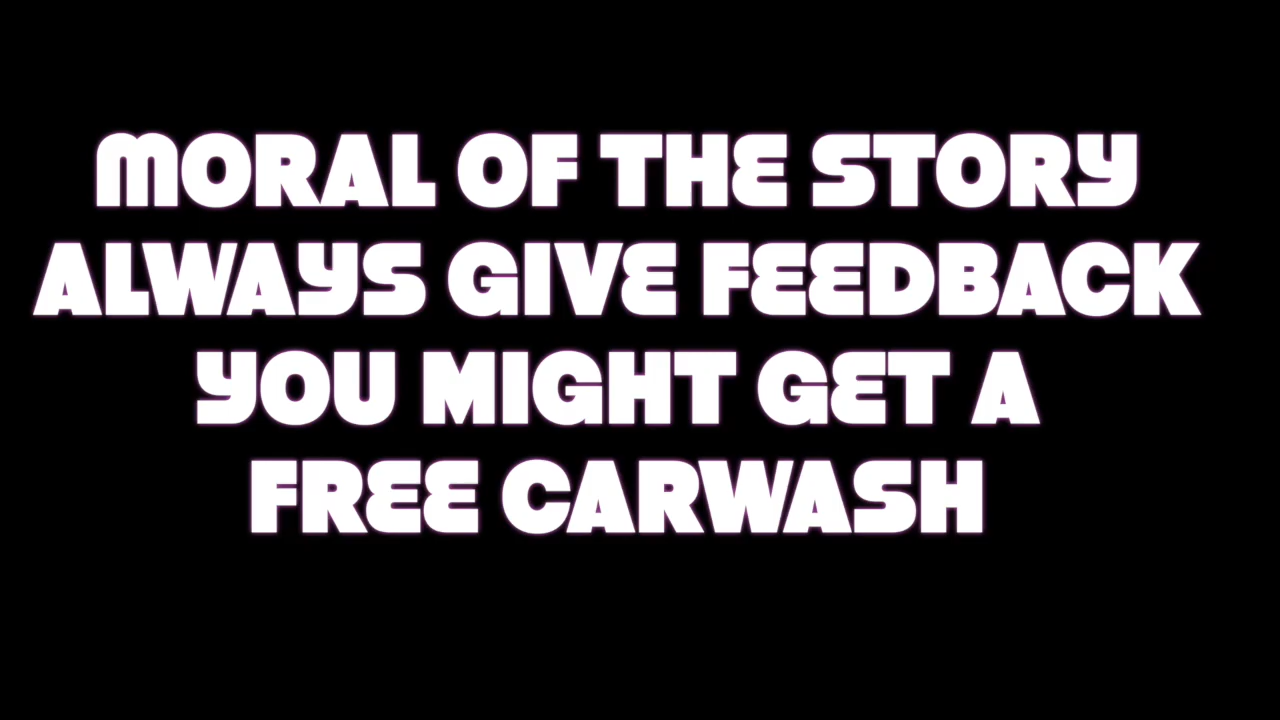 MORAL OF THE STORY
ALWAYS GIVE FEEDBACK
YOU MIGHT GET A
FREE CARWASH